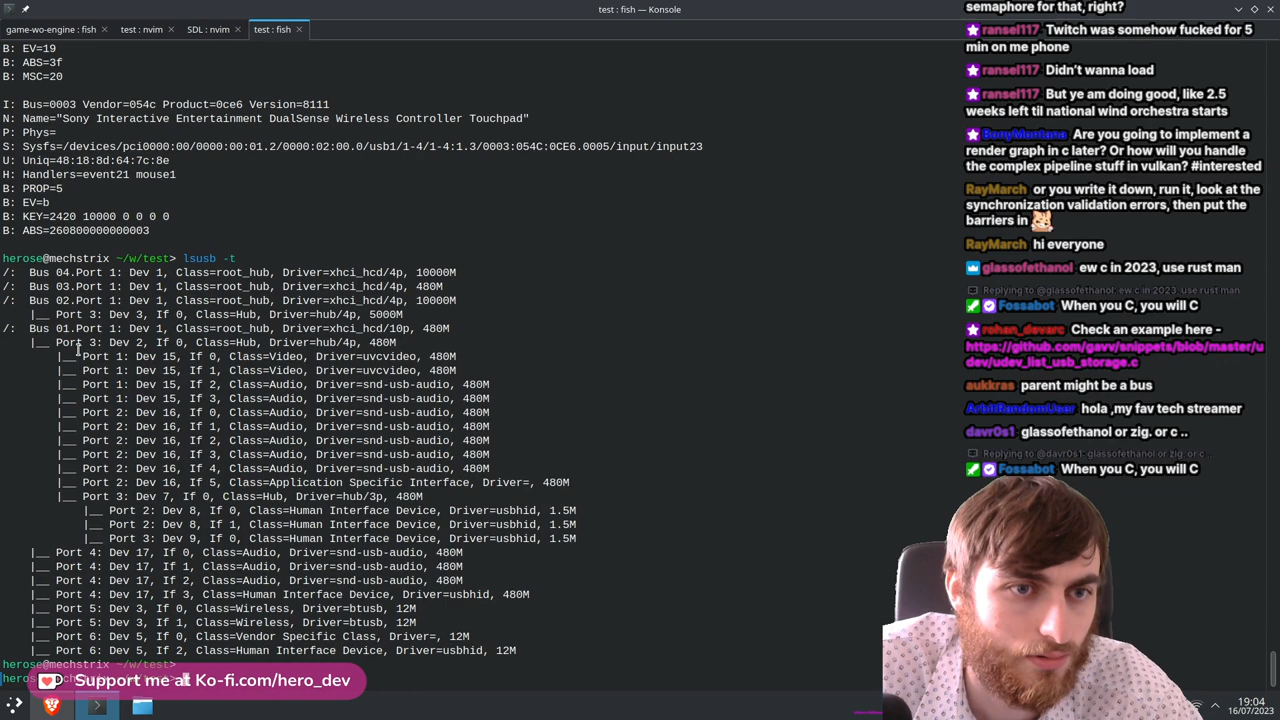 test : fish — Konsole
game-wo-engine : fish
test : nvim
SDL : nvim
test : fish
B: EV=19
B: ABS=3f
B: MSC=20
I: Bus=0003 Vendor=054c Product=0ce6 Version=8111
N: Name="Sony Interactive Entertainment DualSense Wireless Controller Touchpad"
P: Phys=
S: Sysfs=/devices/pci0000:00/0000:00:01.2/0000:02:00.0/usb1/1-4/1-4:1.3/0003:054C:0CE6.0005/input/input23
U: Uniq=48:18:8d:64:7c:8e
H: Handlers=event21 mouse1
B: PROP=5
B: EV=b
B: KEY=2420 10000 0 0 0 0
B: ABS=260800000000003
herose@mechstrix ~/w/test> lsusb -t
/:  Bus 04.Port 1: Dev 1, Class=root_hub, Driver=xhci_hcd/4p, 10000M
/:  Bus 03.Port 1: Dev 1, Class=root_hub, Driver=xhci_hcd/4p, 480M
/:  Bus 02.Port 1: Dev 1, Class=root_hub, Driver=xhci_hcd/4p, 10000M
|__ Port 3: Dev 3, If 0, Class=Hub, Driver=hub/4p, 5000M
/:  Bus 01.Port 1: Dev 1, Class=root_hub, Driver=xhci_hcd/10p, 480M
|__ Port 3: Dev 2, If 0, Class=Hub, Driver=hub/4p, 480M
|__ Port 1: Dev 15, If 0, Class=Video, Driver=uvcvideo, 480M
|__ Port 1: Dev 15, If 1, Class=Video, Driver=uvcvideo, 480M
|__ Port 1: Dev 15, If 2, Class=Audio, Driver=snd-usb-audio, 480M
|__ Port 1: Dev 15, If 3, Class=Audio, Driver=snd-usb-audio, 480M
|__ Port 2: Dev 16, If 0, Class=Audio, Driver=snd-usb-audio, 480M
|__ Port 2: Dev 16, If 1, Class=Audio, Driver=snd-usb-audio, 480M
|__ Port 2: Dev 16, If 2, Class=Audio, Driver=snd-usb-audio, 480M
|__ Port 2: Dev 16, If 3, Class=Audio, Driver=snd-usb-audio, 480M
|__ Port 2: Dev 16, If 4, Class=Audio, Driver=snd-usb-audio, 480M
|__ Port 2: Dev 16, If 5, Class=Application Specific Interface, Driver=, 480M
|__ Port 3: Dev 7, If 0, Class=Hub, Driver=hub/3p, 480M
|__ Port 2: Dev 8, If 0, Class=Human Interface Device, Driver=usbhid, 1.5M
|__ Port 2: Dev 8, If 1, Class=Human Interface Device, Driver=usbhid, 1.5M
|__ Port 3: Dev 9, If 0, Class=Human Interface Device, Driver=usbhid, 1.5M
|__ Port 4: Dev 17, If 0, Class=Audio, Driver=snd-usb-audio, 480M
|__ Port 4: Dev 17, If 1, Class=Audio, Driver=snd-usb-audio, 480M
|__ Port 4: Dev 17, If 2, Class=Audio, Driver=snd-usb-audio, 480M
|__ Port 4: Dev 17, If 3, Class=Human Interface Device, Driver=usbhid, 480M
|__ Port 5: Dev 3, If 0, Class=Wireless, Driver=btusb, 12M
|__ Port 5: Dev 3, If 1, Class=Wireless, Driver=btusb, 12M
|__ Port 6: Dev 5, If 0, Class=Vendor Specific Class, Driver=, 12M
|__ Port 6: Dev 5, If 2, Class=Human Interface Device, Driver=usbhid, 12M
herose@mechstrix ~/w/test>
Support me at Ko-fi.com/hero_dev
semaphore for that, right?
ransel117 Twitch was somehow fucked for 5
min on me phone
ransel117 Didn't wanna load
ransel117 But ye am doing good, like 2.5
weeks left till national wind orchestra starts
BonyMontana Are you going to implement a
render graph in c later? Or how will you handle
the complex pipeline stuff in vulkan? #interested
RayMarch or you write it down, run it, look at the
synchronization validation errors, then put the
barriers in
RayMarch hi everyone
glassofethanol ew c in 2023, use rust man
Replying to @glassofethanol: ew c in 2023, use rust man
Fossabot When you C, you will C
rohan_devarc Check an example here -
https://github.com/gavv/snippets/blob/master/u
dev/udev_list_usb_storage.c
aukkras parent might be a bus
ArbitRandomUser hola ,my fav tech streamer
davr0s1 glassofethanol or zig. or c ..
Replying to @davr0s1: glassofethanol or zig. or c ..
Fossabot When you C, you will C
19:04
16/07/2023